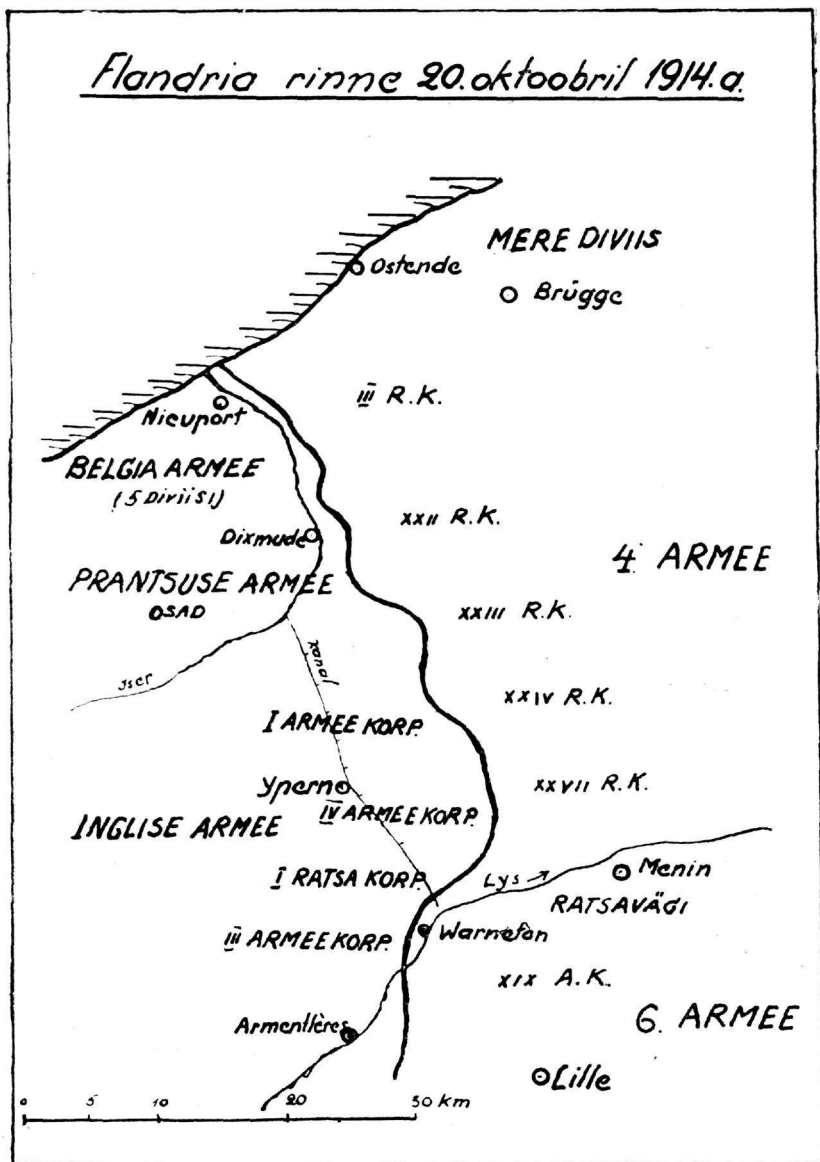 Flandria rinne 20. oktoobril 1914.a.
MERE DIVIIS
Ostende
Brügge
III R.K.
Nieuport
BELGIA ARMEE
(5 DIVIISI)
XXII R.K.
Dixmude
4. ARMEE
PRANTSUSE ARMEE
OSAD
XXIII R.K.
Iser
Kanal
XXIV R.K.
I ARMEE KORP.
Ypern
XXVII R.K.
IV ARMEE KORP.
INGLISE ARMEE
Menin
Lys
I RATSA KORP.
RATSAVÄGI
Warneton
III ARMEE KORP.
XIX A.K.
Armentières
6. ARMEE
Lille
0 5 10 20 30 km